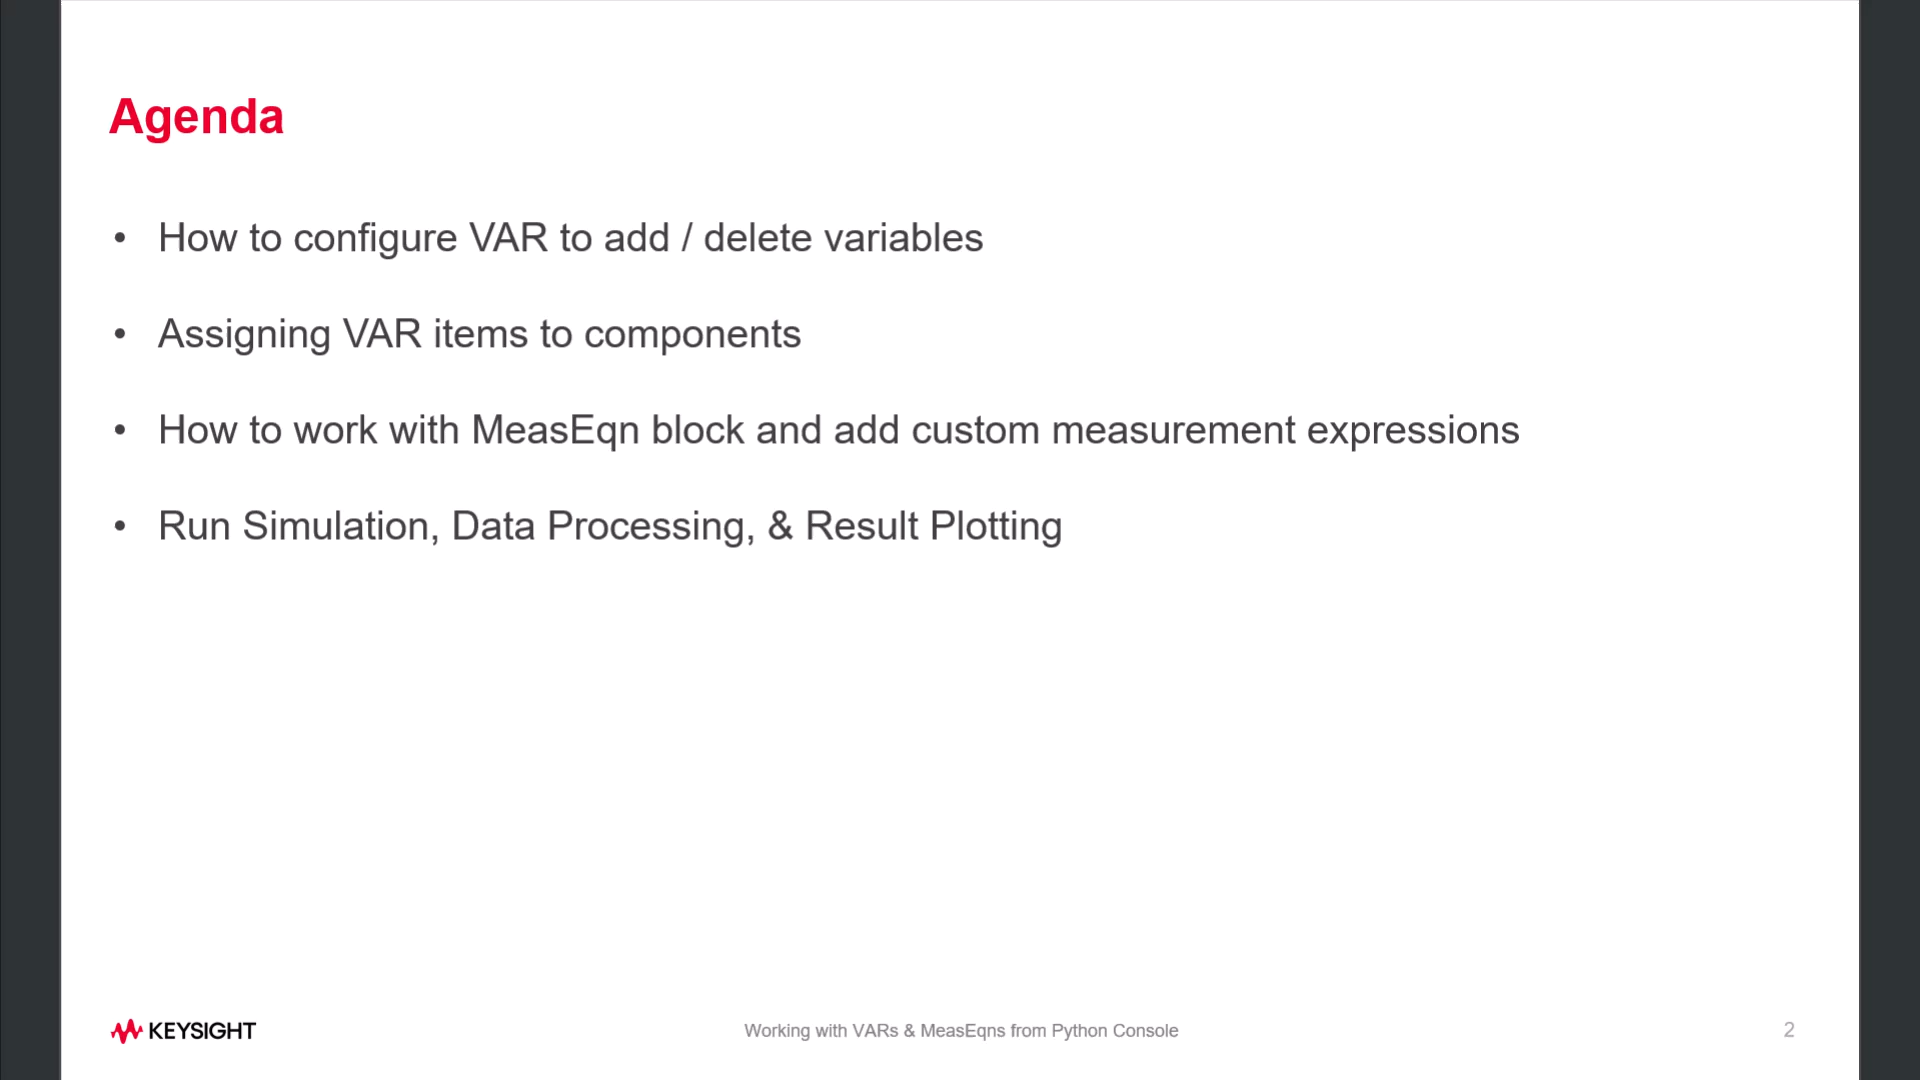 Agenda
• How to configure VAR to add / delete variables
• Assigning VAR items to components
• How to work with MeasEqn block and add custom measurement expressions
• Run Simulation, Data Processing, & Result Plotting
KEYSIGHT
Working with VARs & MeasEqns from Python Console
2